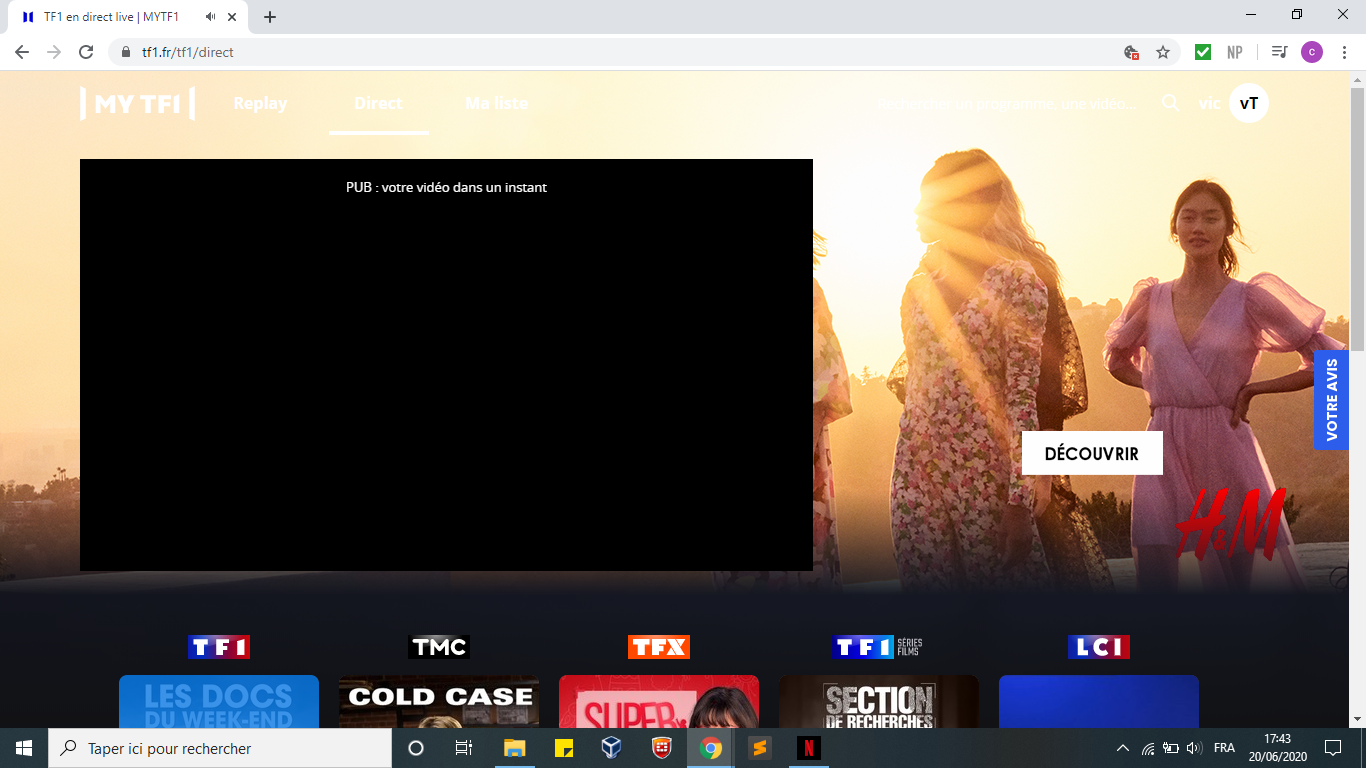 TF1 en direct live | MYTF1
tf1.fr/tf1/direct
NP
c
MY TF1
Replay
Direct
Ma liste
Rechercher un programme, une vidéo...
vic
vT
PUB : votre vidéo dans un instant
VOTRE AVIS
DÉCOUVRIR
H&M
TF1
TMC
TFX
TF1 SÉRIES
FILMS
LCI
LES DOCS
DU WEEK-END
COLD CASE
SUPER
SECTION
DE RECHERCHES
Taper ici pour rechercher
N
FRA
17:43
20/06/2020